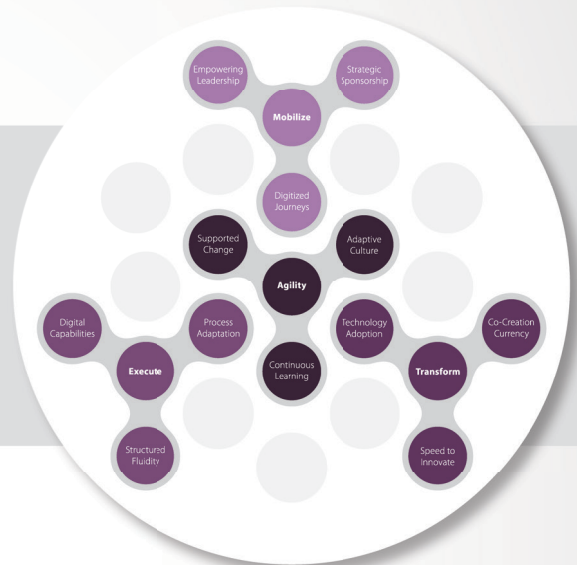 Empowering
Leadership
Strategic
Sponsorship
Mobilize
Digitized
Journeys
Supported
Change
Adaptive
Culture
Agility
Continuous
Learning
Digital
Capabilities
Process
Adaptation
Execute
Structured
Fluidity
Technology
Adoption
Co-Creation
Currency
Transform
Speed to
Innovate